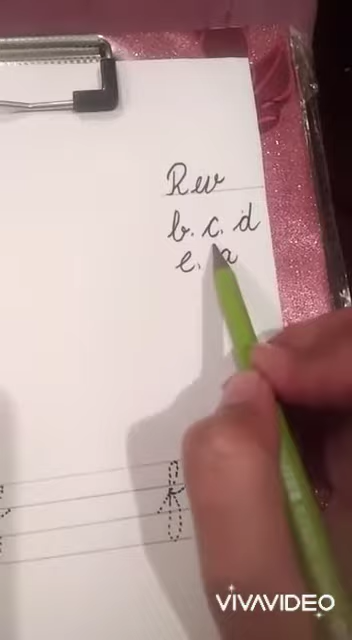 Rev
b. c. d
e. a
f
VIVAVIDEO